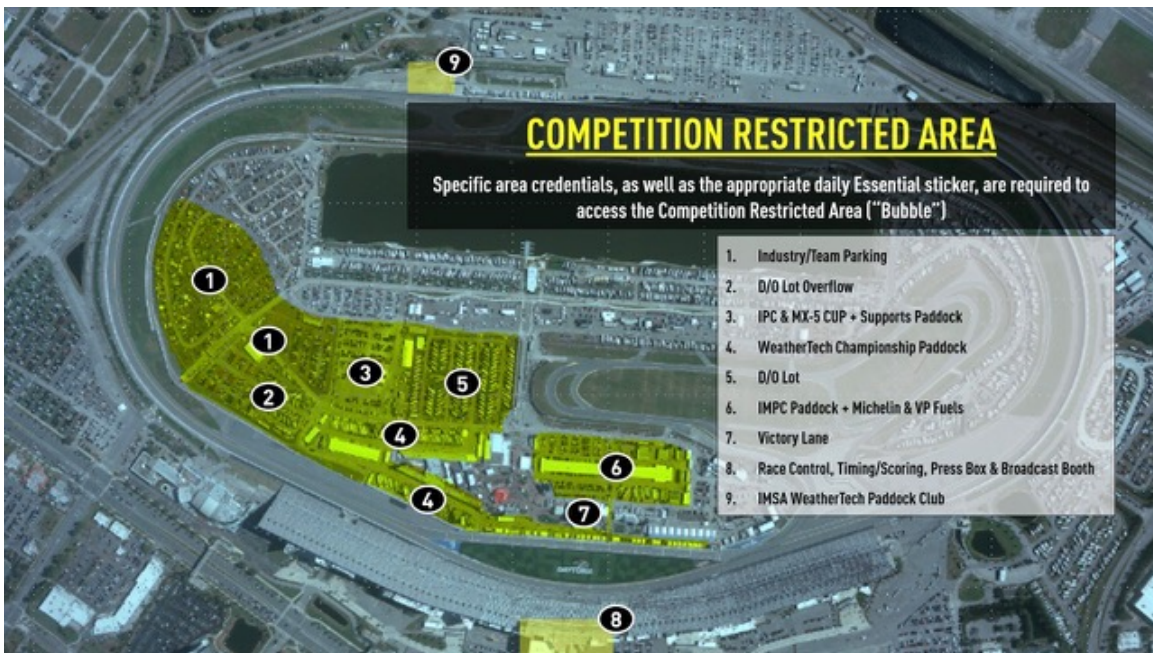 9
COMPETITION RESTRICTED AREA
Specific area credentials, as well as the appropriate daily Essential sticker, are required to
access the Competition Restricted Area ("Bubble")
1. Industry/Team Parking
2. D/O Lot Overflow
3. IPC & MX-5 CUP + Supports Paddock
4. WeatherTech Championship Paddock
5. D/O Lot
6. IMPC Paddock + Michelin & VP Fuels
7. Victory Lane
8. Race Control, Timing/Scoring, Press Box & Broadcast Booth
9. IMSA WeatherTech Paddock Club
1
1
2
3
5
4
6
4
7
DAYTONA
8